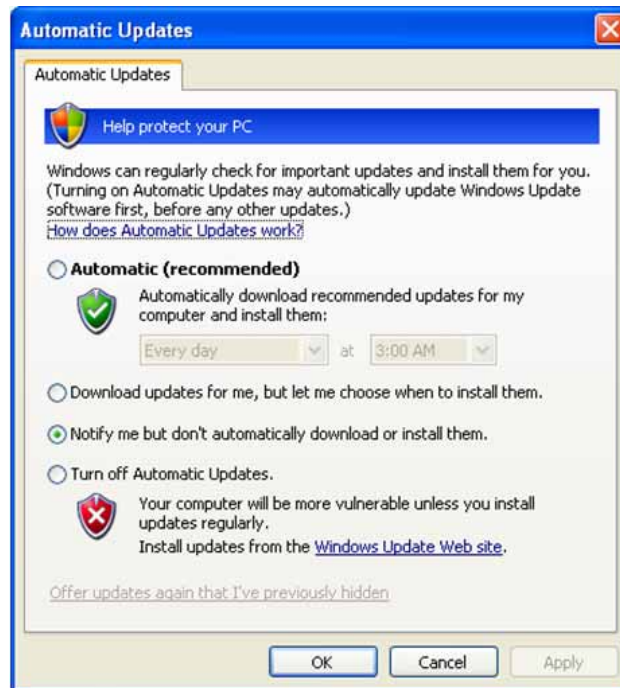 Automatic Updates
Automatic Updates
Help protect your PC
Windows can regularly check for important updates and install them for you.
(Turning on Automatic Updates may automatically update Windows Update
software first, before any other updates.)
How does Automatic Updates work?
Automatic (recommended)
Automatically download recommended updates for my
computer and install them:
Every day at 3:00 AM
Download updates for me, but let me choose when to install them.
Notify me but don't automatically download or install them.
Turn off Automatic Updates.
Your computer will be more vulnerable unless you install
updates regularly.
Install updates from the Windows Update Web site.
Offer updates again that I've previously hidden
OK Cancel Apply